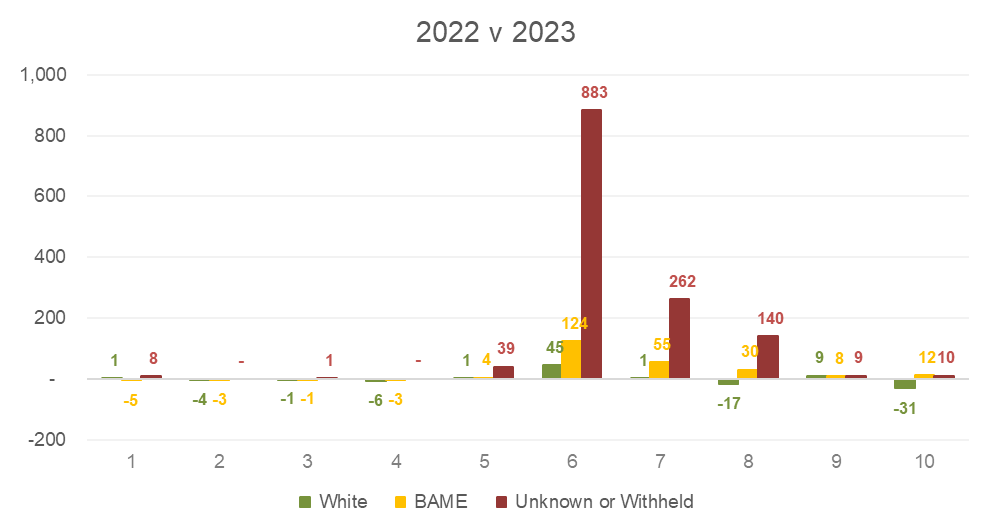 2022 v 2023
1,000
800
600
400
200
-
-200
1 -5 8
-4 -3 -
-1 -1 1
-6 -3 -
1 4 39
45 124 883
1 55 262
-17 30 140
9 8 9
-31 12 10
1 2 3 4 5 6 7 8 9 10
White BAME Unknown or Withheld